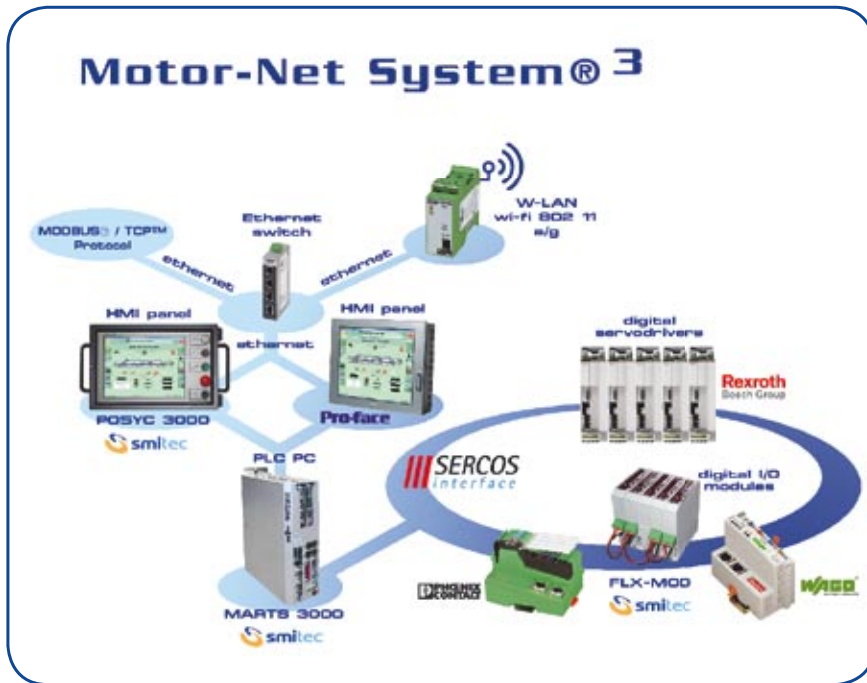 Motor-Net System® 3
W-LAN
wi-fi 802 11
a/g
Ethernet
switch
MODBUS® / TCP™
Protocol
ethernet
ethernet
HMI panel
HMI panel
ethernet
digital
servodrivers
Rexroth
Bosch Group
POSYC 3000
smitec
Pro-face
PLC PC
SERCOS
interface
digital I/O
modules
PHOENIX
CONTACT
FLX-MOD
smitec
WAGO
MARTS 3000
smitec